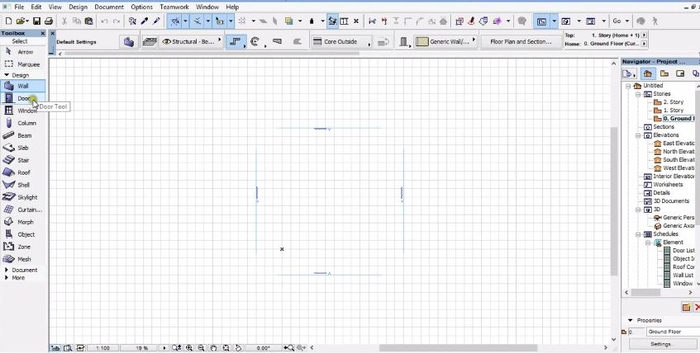 File Edit View Design Document Options Teamwork Window Help
Toolbox
Select
Arrow
Marquee
Design
Wall
Door
Window
Column
Beam
Slab
Stair
Roof
Shell
Skylight
Curtain...
Morph
Object
Zone
Mesh
Document
More
Door Tool
Default Settings
Structural - Be...
Core Outside
Generic Wall/...
Floor Plan and Section...
Top: 1. Story (Home + 1)
Home: 0. Ground Floor (Cur...
Navigator - Project ...
Untitled
Stories
2. Story
1. Story
0. Ground F
Sections
Elevations
East Elevatio
North Elevati
South Elevati
West Elevati
Interior Elevation
Worksheets
Details
3D Documents
3D
Generic Pers
Generic Axo
Schedules
Element
Door List
Object I
Roof Co
Wall List
Window
Properties
0. Ground Floor
Settings...
1:100 19 % 0.00°